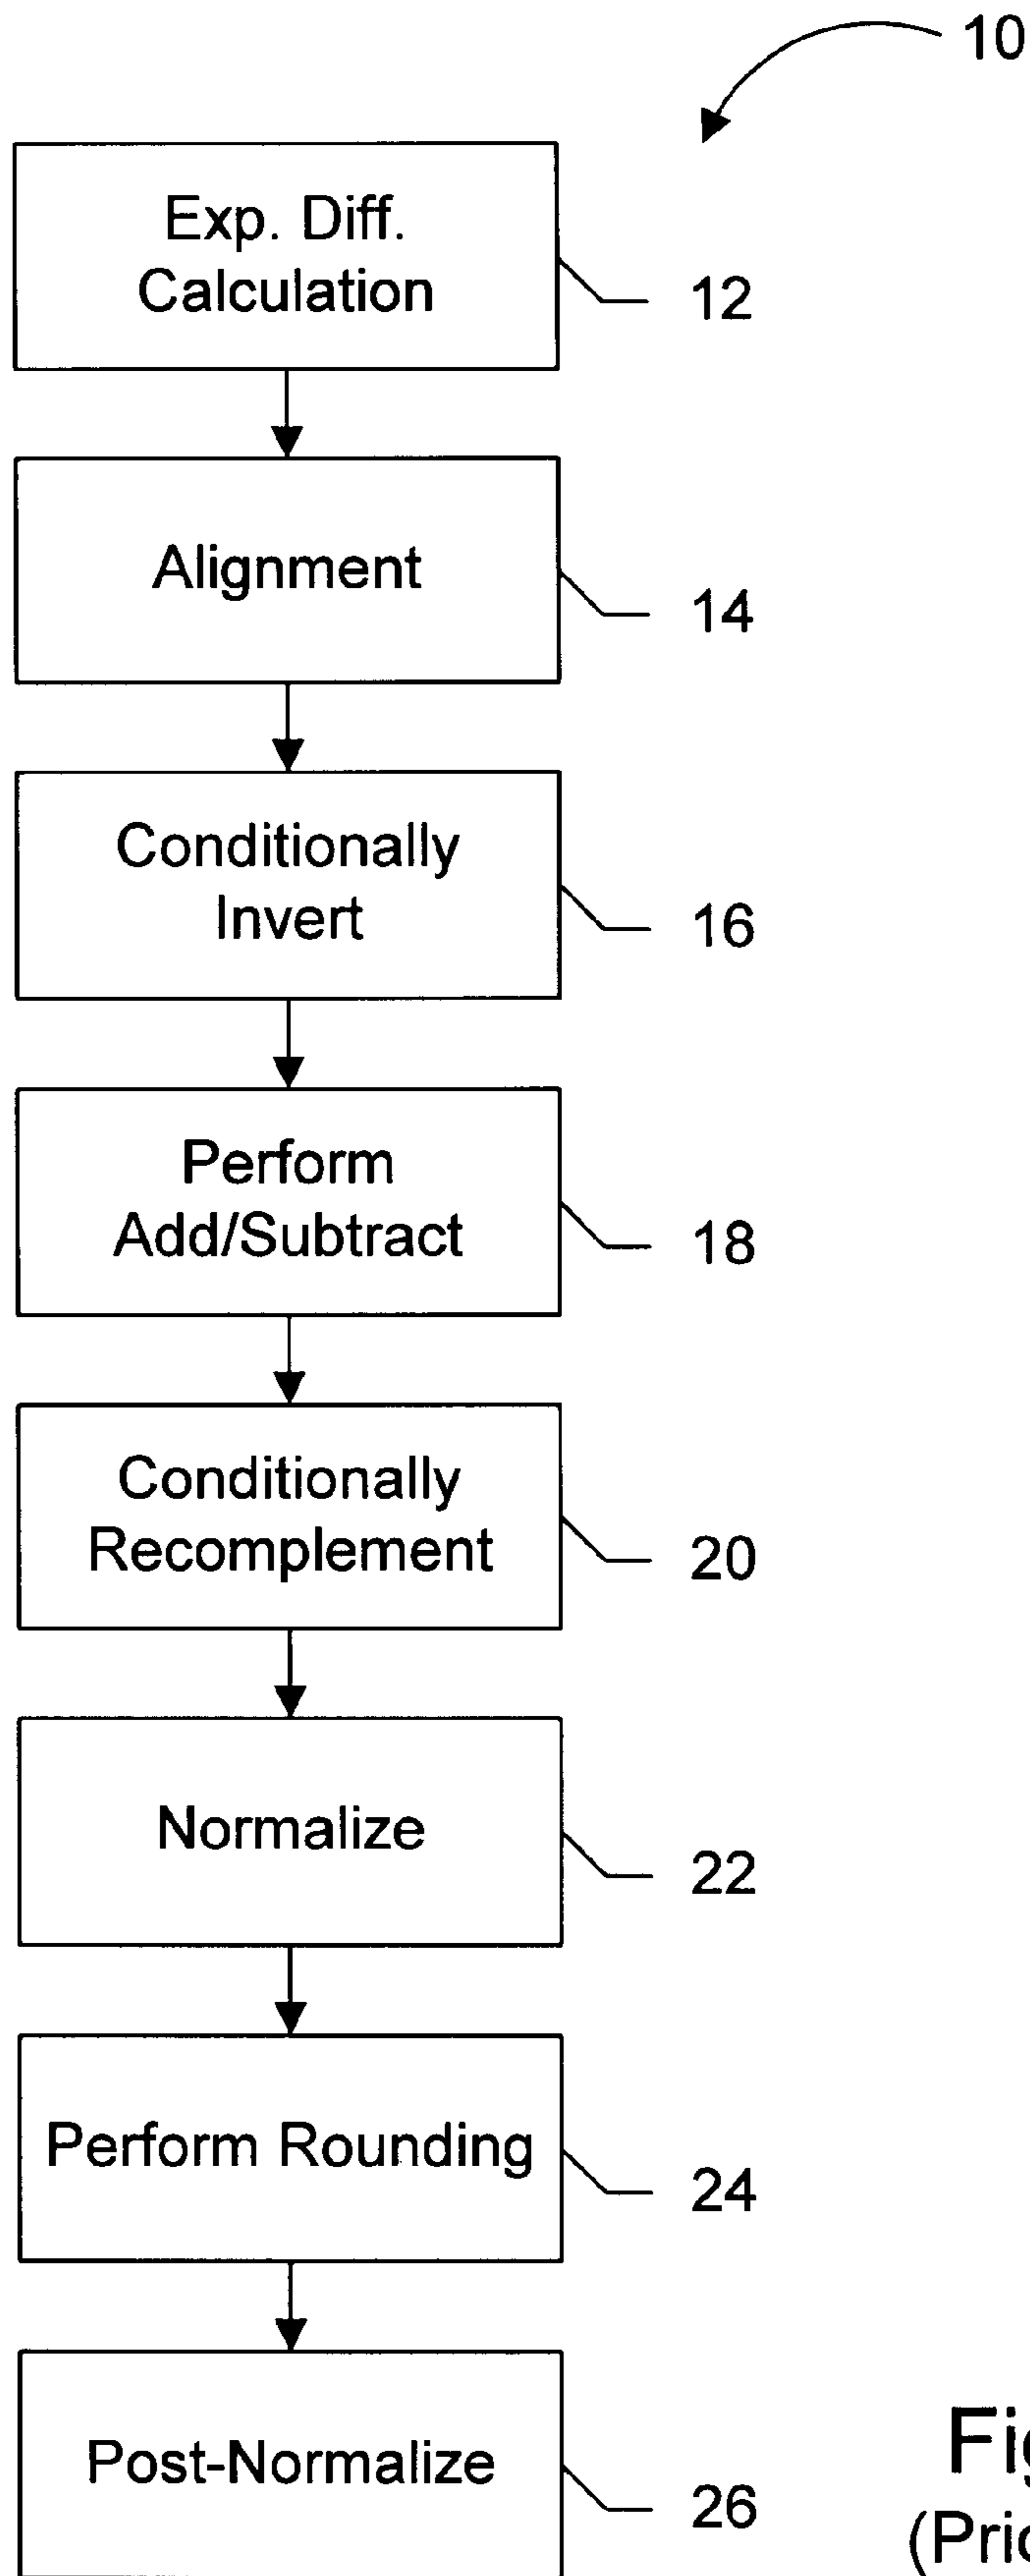 10
Exp. Diff.
Calculation
12
Alignment
14
Conditionally
Invert
16
Perform
Add/Subtract
18
Conditionally
Recomplement
20
Normalize
22
Perform Rounding
24
Post-Normalize
26